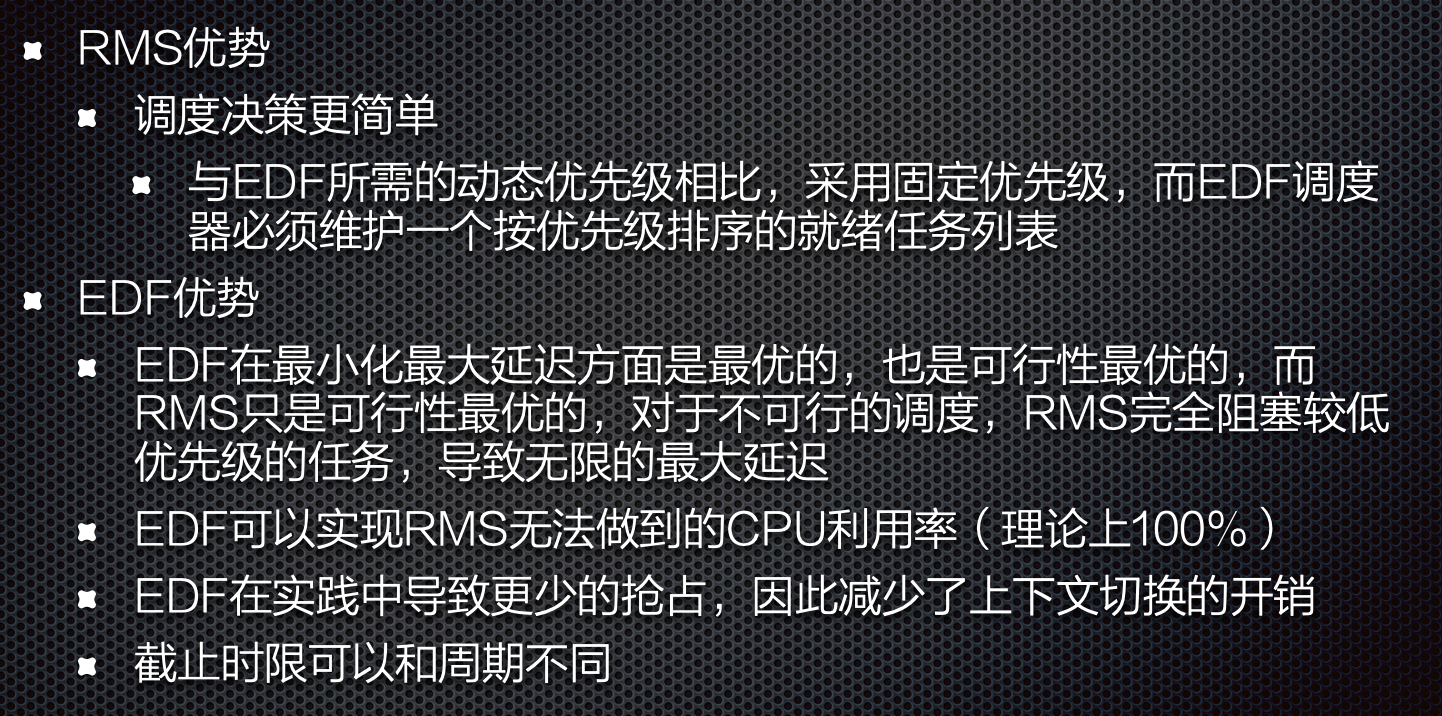 RMS优势
调度决策更简单
与EDF所需的动态优先级相比，采用固定优先级，而EDF调度
器必须维护一个按优先级排序的就绪任务列表
EDF优势
EDF在最小化最大延迟方面是最优的，也是可行性最优的，而
RMS只是可行性最优的，对于不可行的调度，RMS完全阻塞较低
优先级的任务，导致无限的最大延迟
EDF可以实现RMS无法做到的CPU利用率（理论上100%）
EDF在实践中导致更少的抢占，因此减少了上下文切换的开销
截止时限可以和周期不同